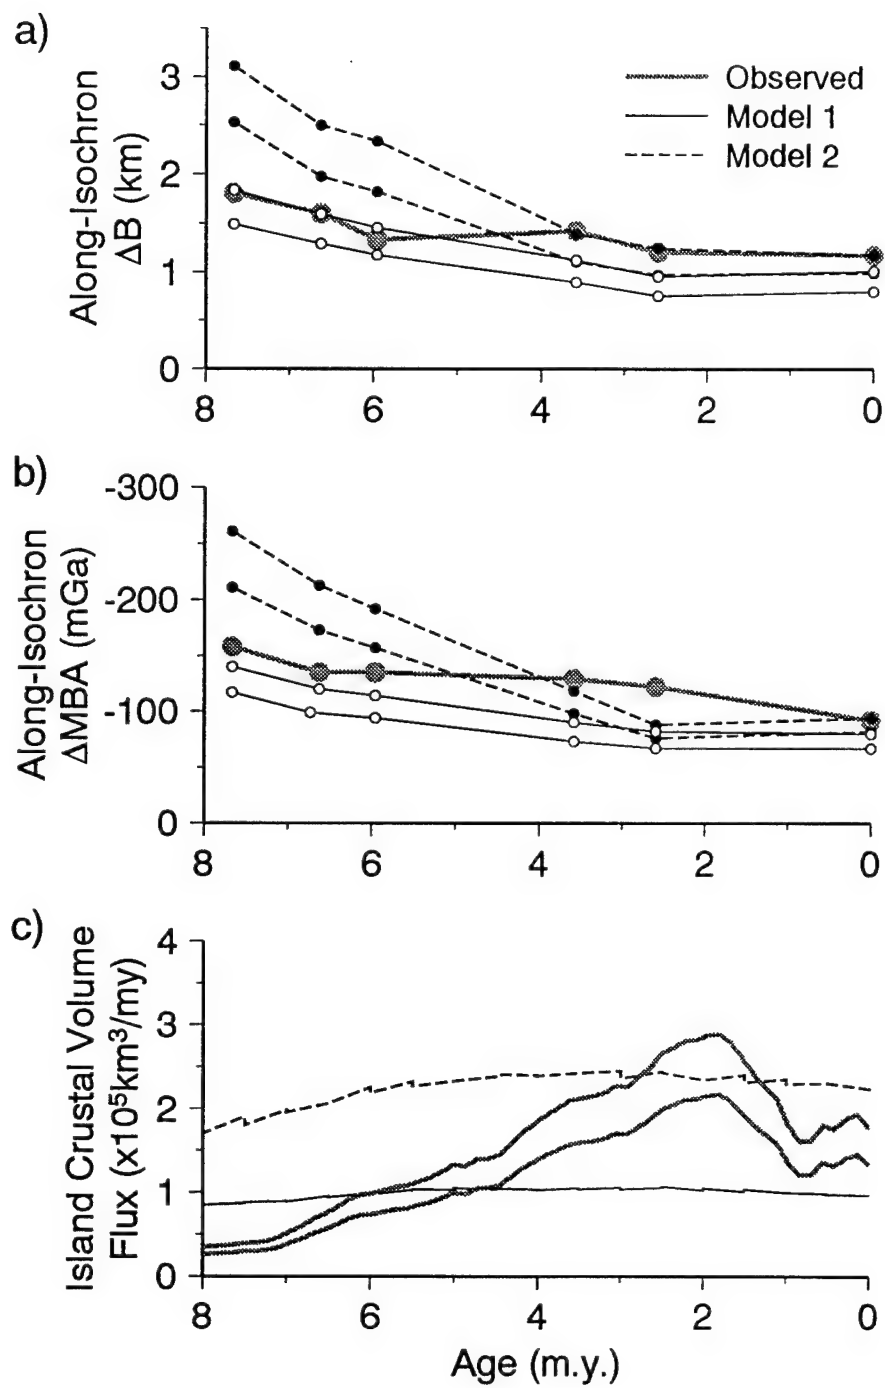 a)
Along-Isochron
ΔB (km)
3
2
1
0
8
6
4
2
0
Observed
Model 1
Model 2
b)
Along-Isochron
ΔMBA (mGa)
-300
-200
-100
0
8
6
4
2
0
c)
Island Crustal Volume
Flux (x10⁵km³/my)
4
3
2
1
0
8
6
4
2
0
Age (m.y.)